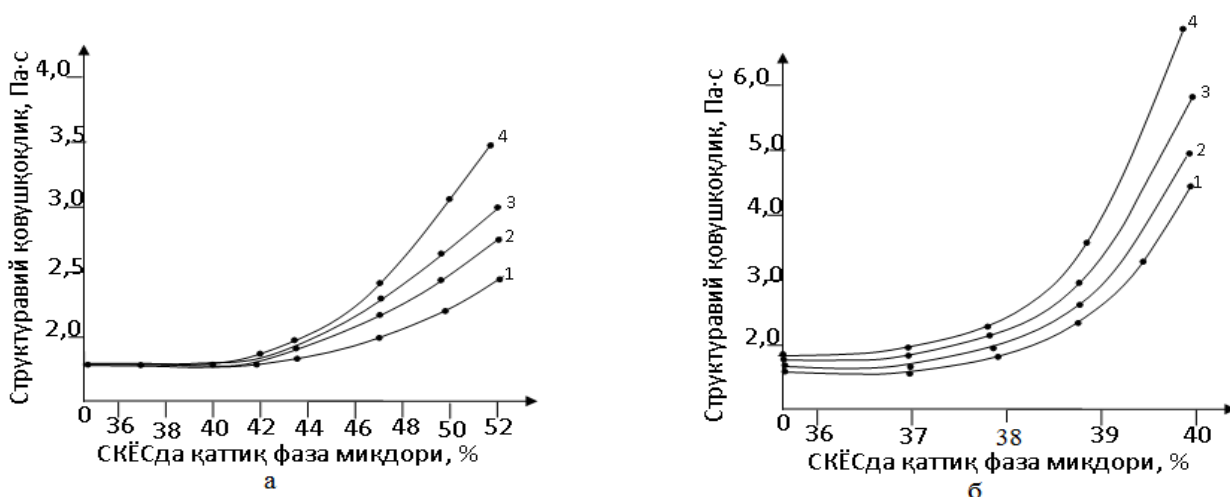 Структуравий қовушқоқлик, Па·с
4,0
3,5
3,0
2,5
2,0
0 36 38 40 42 44 46 48 50 52
4
3
2
1
СКЁСда қаттиқ фаза миқдори, %
а
Структуравий қовушқоқлик, Па·с
6,0
5,0
4,0
3,0
2,0
0 36 37 38 39 40
4
3
2
1
СКЁСда қаттиқ фаза миқдори, %
б